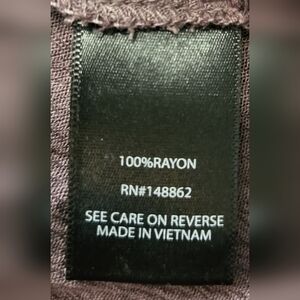 100%RAYON
RN#148862
SEE CARE ON REVERSE
MADE IN VIETNAM